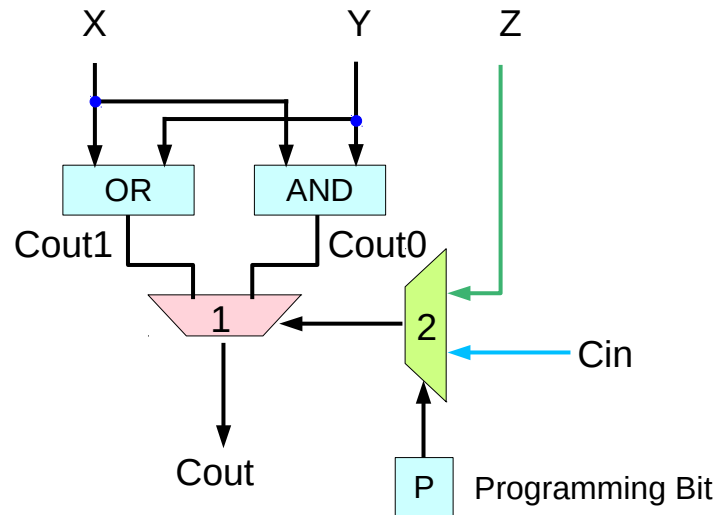 X
Y
Z
OR
AND
Cout1
Cout0
1
2
Cin
Cout
P
Programming Bit